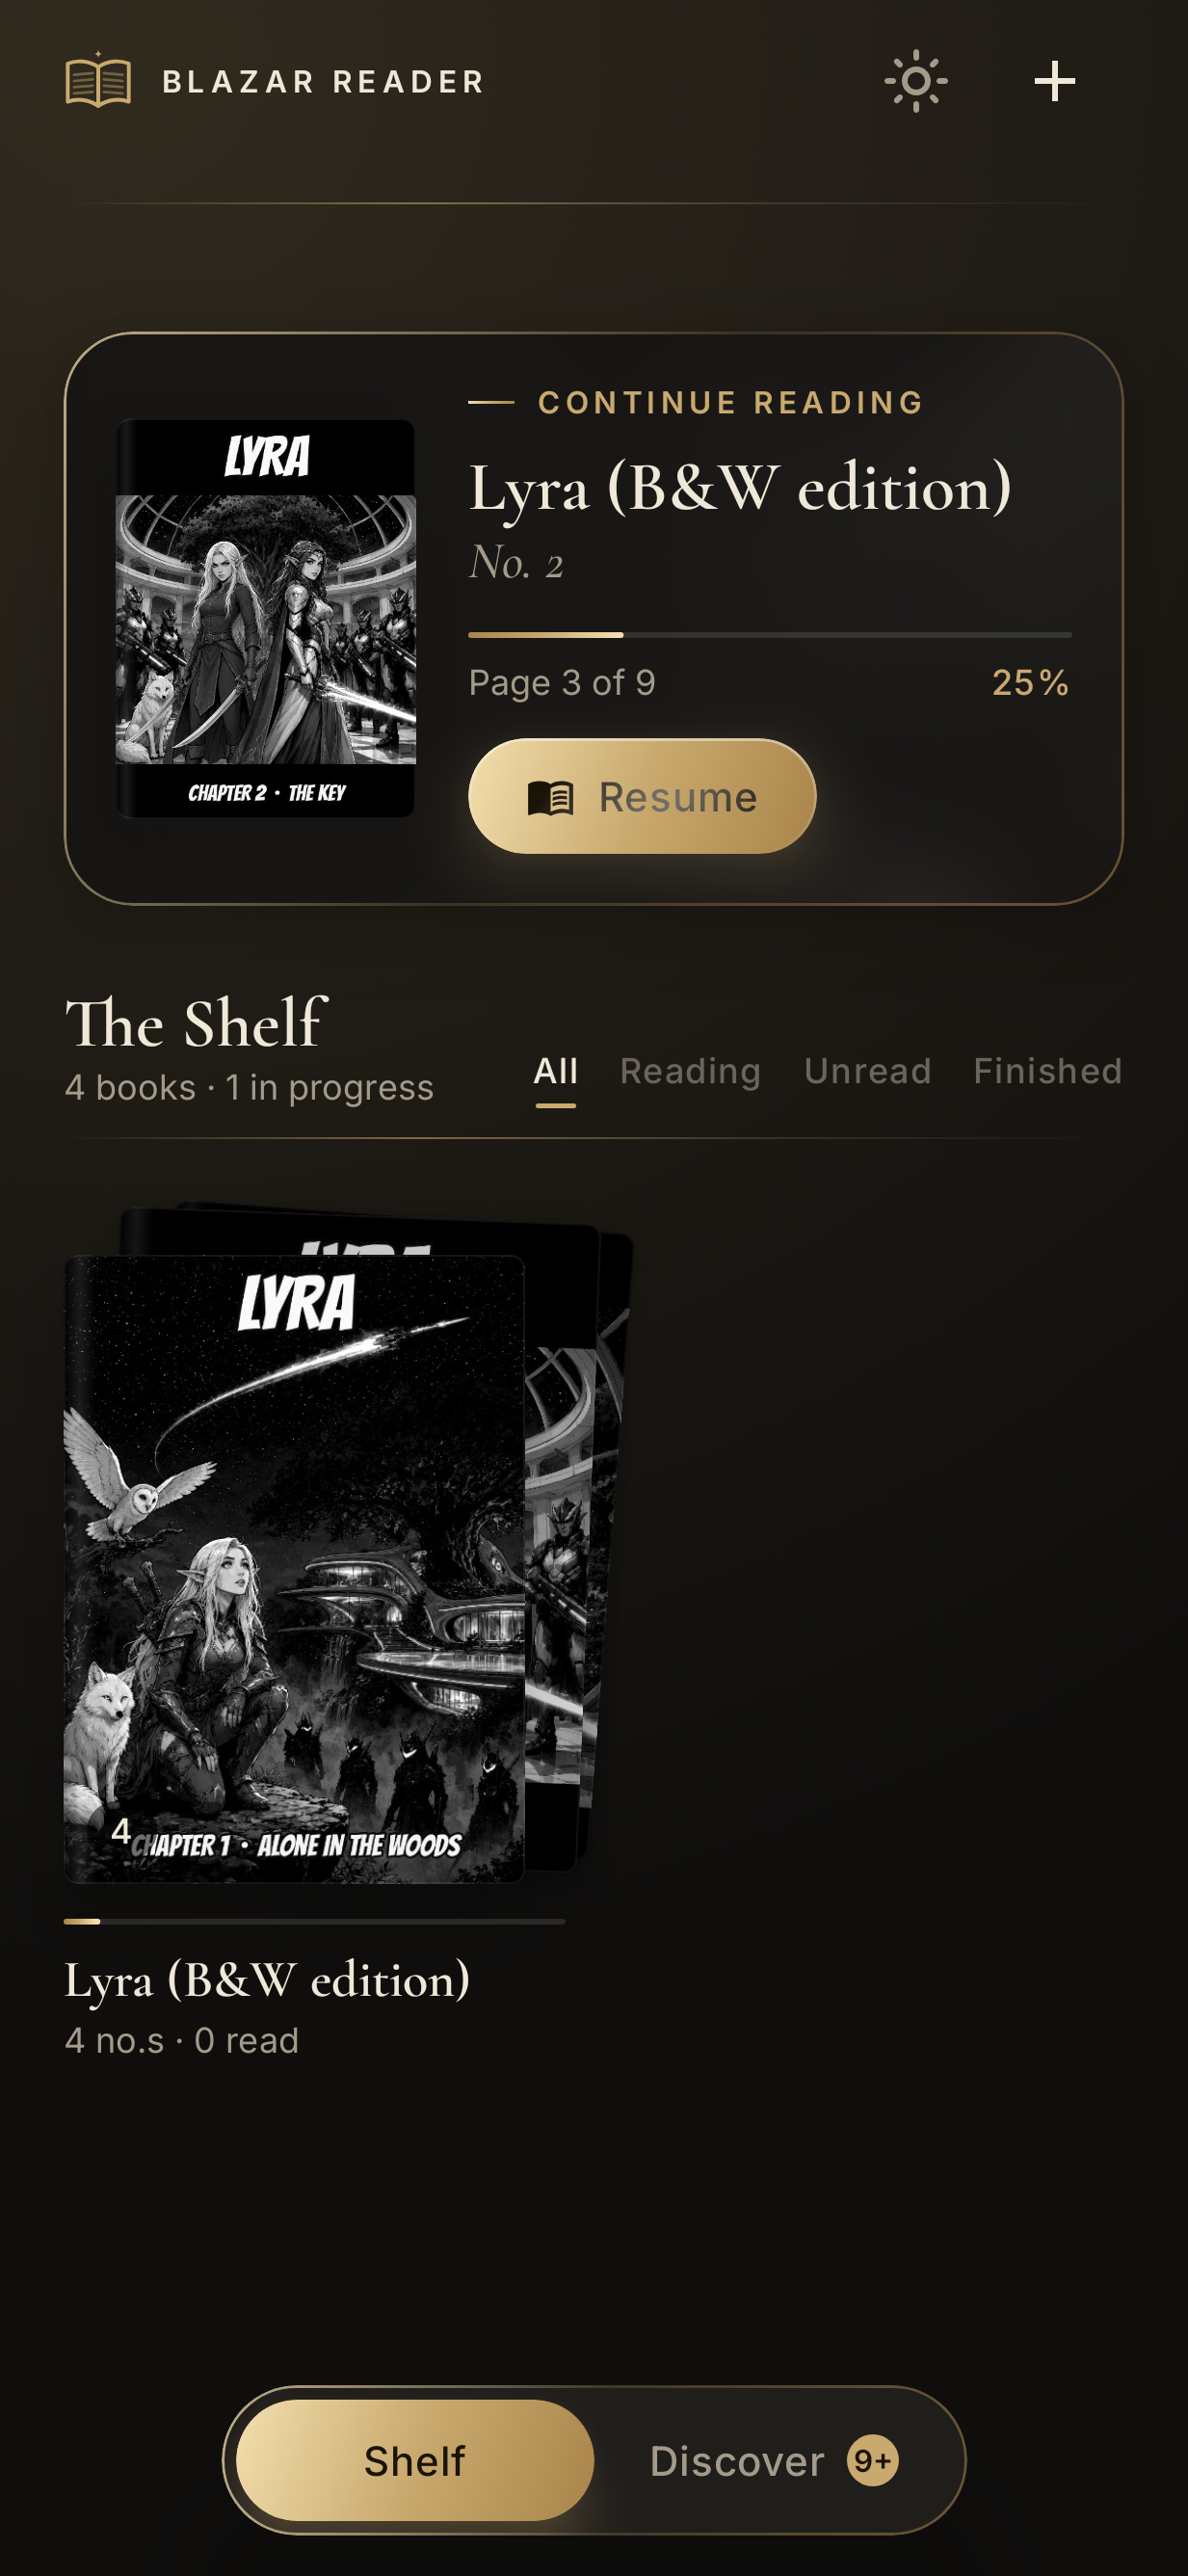 BLAZAR READER
CONTINUE READING
LYRA
Lyra (B&W edition)
No. 2
Page 3 of 9 25%
CHAPTER 2 · THE KEY
Resume
The Shelf
4 books · 1 in progress
All Reading Unread Finished
LYRA
LYRA
4
CHAPTER 1 · ALONE IN THE WOODS
Lyra (B&W edition)
4 no.s · 0 read
Shelf Discover 9+